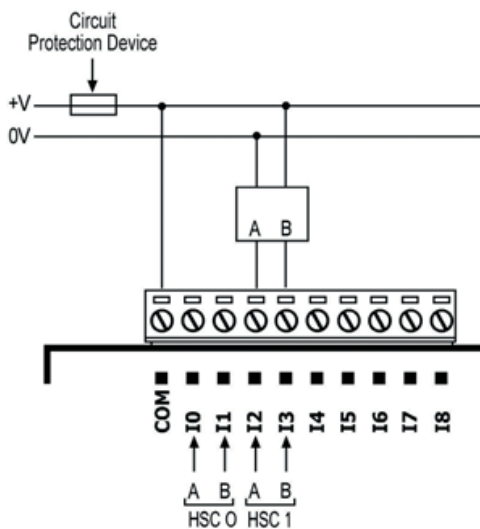 Circuit
Protection Device
+V
0V
A B
COM I0 I1 I2 I3 I4 I5 I6 I7 I8
A B A B
HSC 0 HSC 1